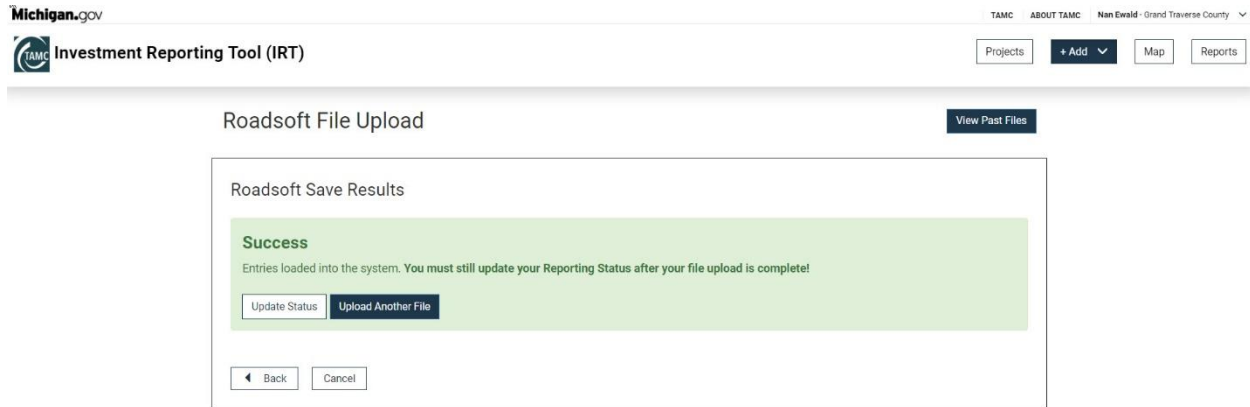 Michigan.gov
TAMC ABOUT TAMC Nan Ewald - Grand Traverse County
TAMC Investment Reporting Tool (IRT)
Projects + Add Map Reports
Roadsoft File Upload
View Past Files
Roadsoft Save Results
Success
Entries loaded into the system. You must still update your Reporting Status after your file upload is complete!
Update Status Upload Another File
Back Cancel